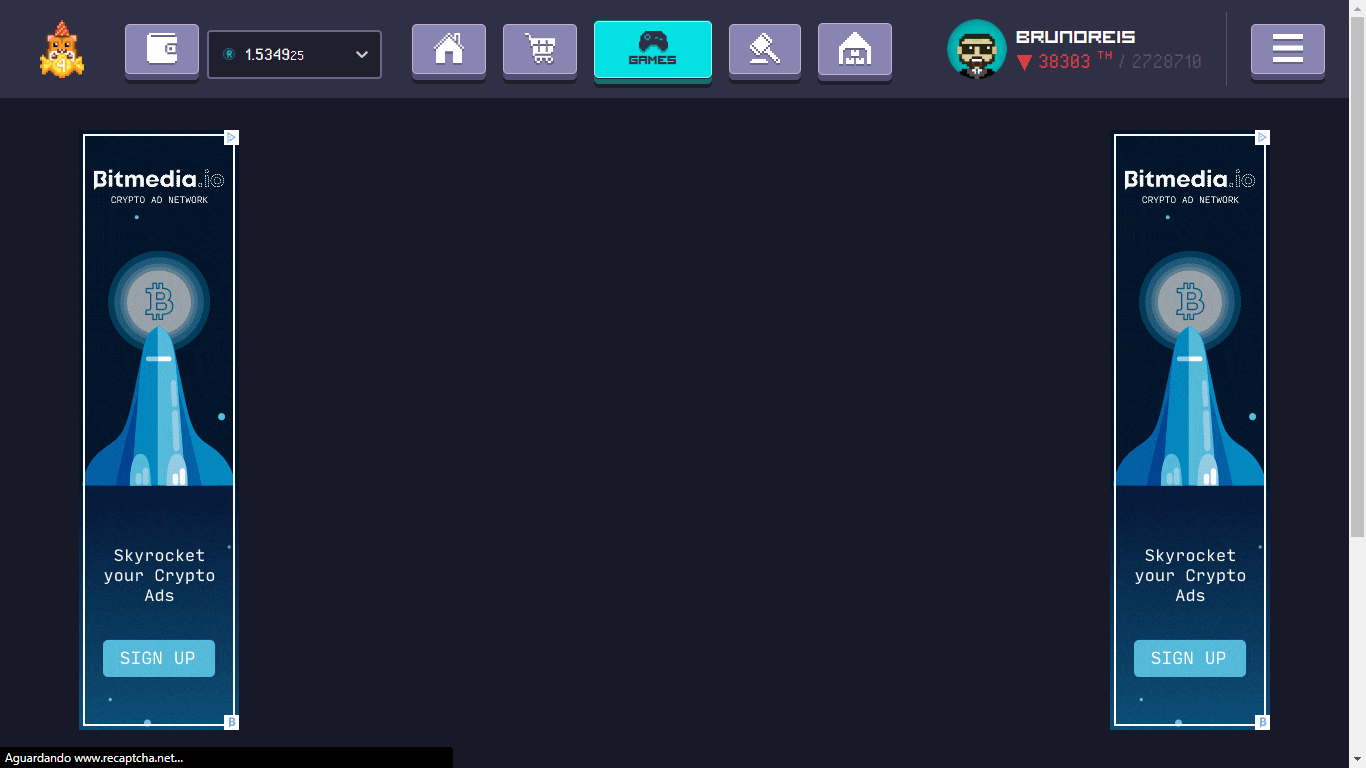 1.534925
GAMES
BRUNOREIS
38303 TH / 2728710
Bitmedia.io
CRYPTO AD NETWORK
Skyrocket
your Crypto
Ads
SIGN UP
Bitmedia.io
CRYPTO AD NETWORK
Skyrocket
your Crypto
Ads
SIGN UP
Aguardando www.recaptcha.net...